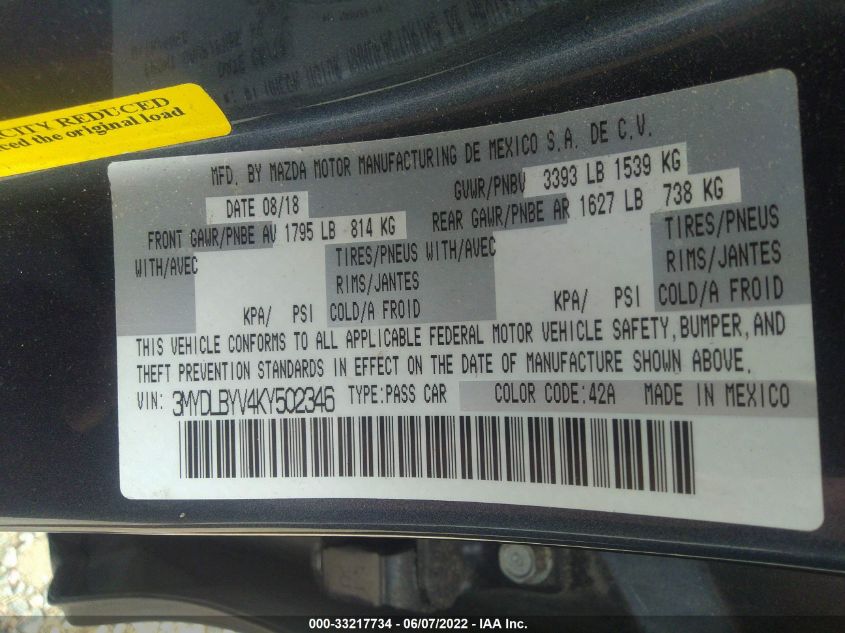 CITY REDUCED
ced the original load
MFD. BY MAZDA MOTOR MANUFACTURING DE MEXICO S.A. DE C.V.
DATE 08/18 GVWR/PNBV 3393 LB 1539 KG
FRONT GAWR/PNBE AV 1795 LB 814 KG REAR GAWR/PNBE AR 1627 LB 738 KG
WITH/AVEC TIRES/PNEUS WITH/AVEC TIRES/PNEUS
RIMS/JANTES RIMS/JANTES
KPA/ PSI COLD/A FROID KPA/ PSI COLD/A FROID
THIS VEHICLE CONFORMS TO ALL APPLICABLE FEDERAL MOTOR VEHICLE SAFETY, BUMPER, AND
THEFT PREVENTION STANDARDS IN EFFECT ON THE DATE OF MANUFACTURE SHOWN ABOVE.
VIN: 3MYDLBYV4KY502346 TYPE:PASS CAR COLOR CODE:42A MADE IN MEXICO
000-33217734 - 06/07/2022 - IAA Inc.